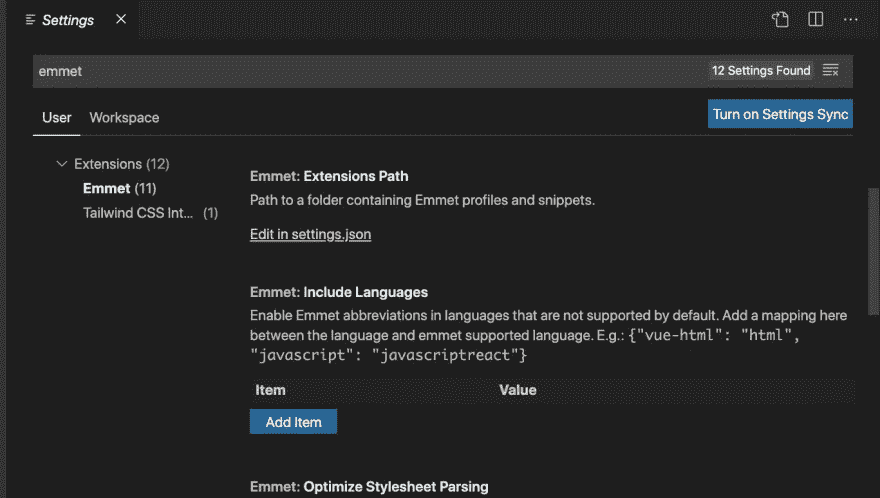 Settings
emmet
12 Settings Found
User Workspace
Turn on Settings Sync
Extensions (12)
Emmet (11)
Tailwind CSS Int... (1)
Emmet: Extensions Path
Path to a folder containing Emmet profiles and snippets.
Edit in settings.json
Emmet: Include Languages
Enable Emmet abbreviations in languages that are not supported by default. Add a mapping here
between the language and emmet supported language. E.g.: {"vue-html": "html",
"javascript": "javascriptreact"}
Item Value
Add Item
Emmet: Optimize Stylesheet Parsing